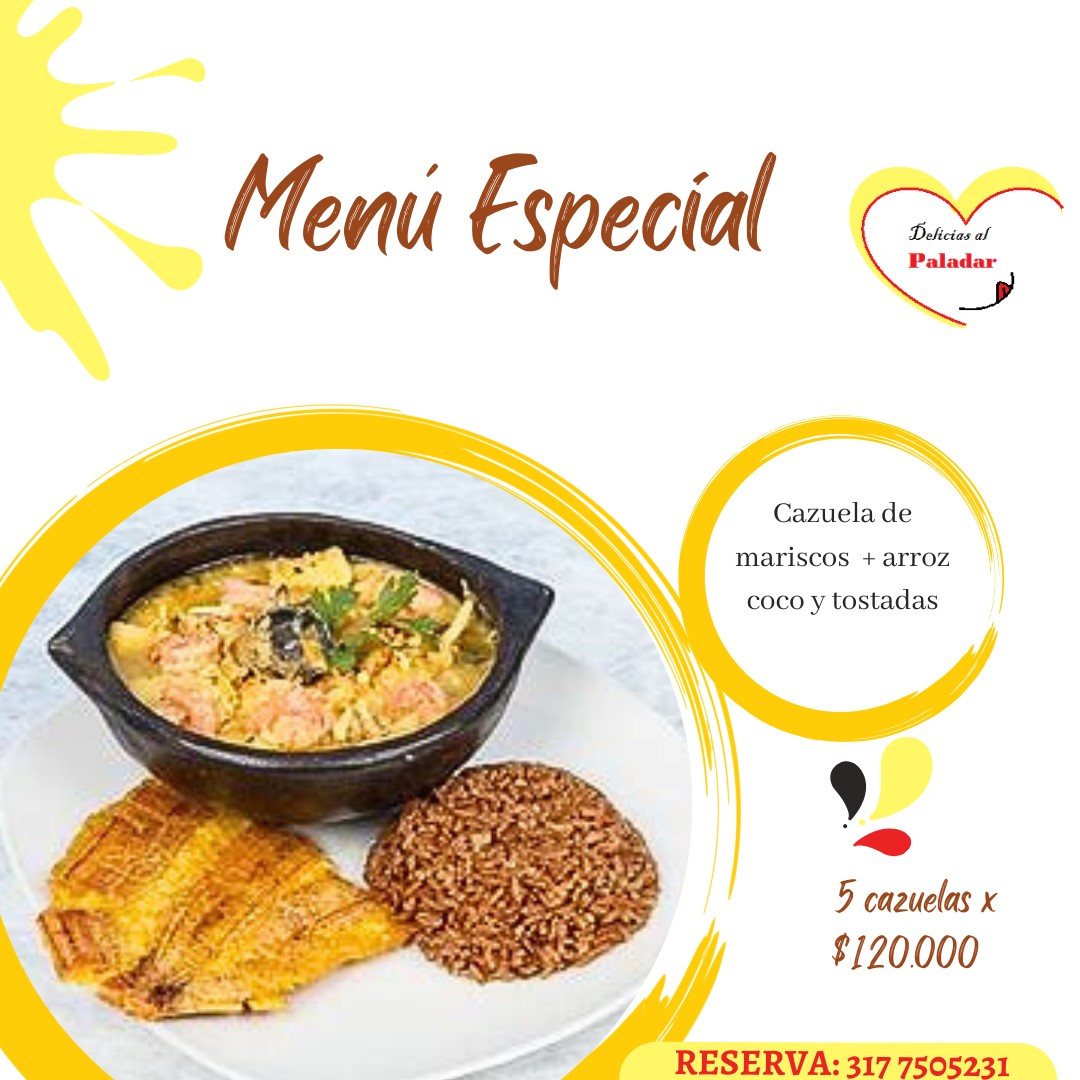 Menú Especial
Delicias al
Paladar
Cazuela de
mariscos + arroz
coco y tostadas
5 cazuelas x
$120.000
RESERVA: 317 7505231